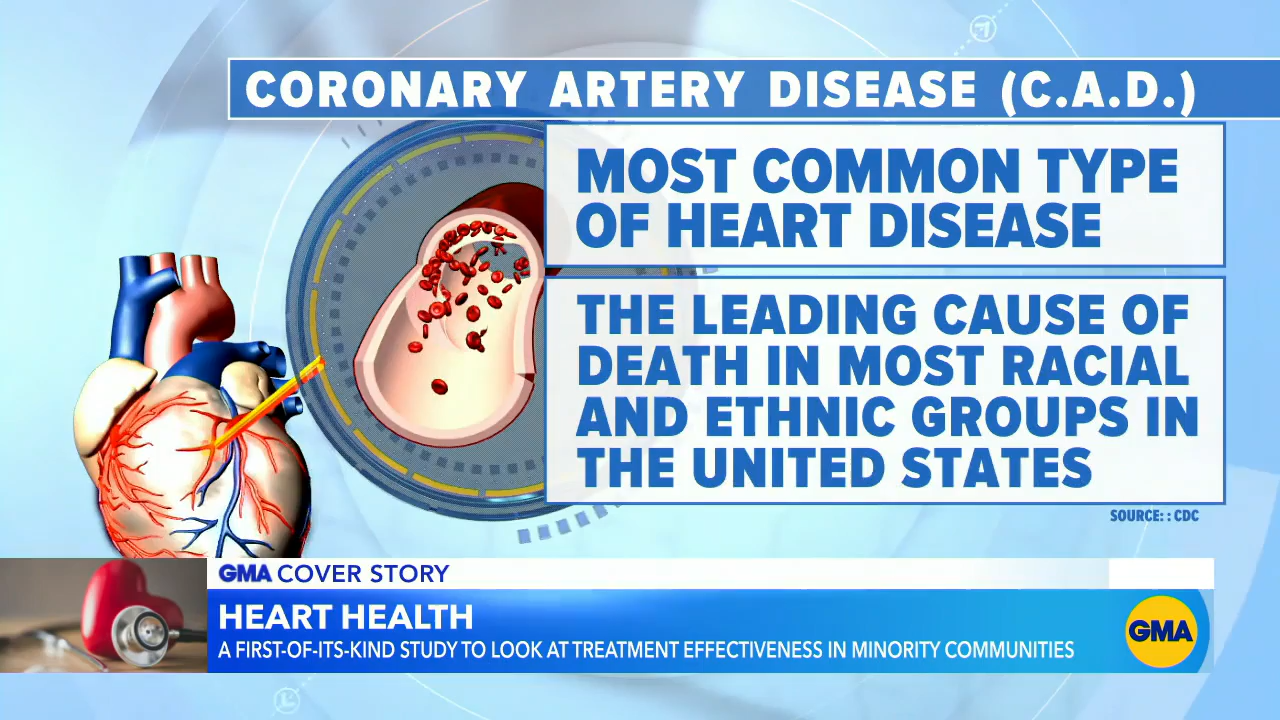 CORONARY ARTERY DISEASE (C.A.D.)
MOST COMMON TYPE
OF HEART DISEASE
THE LEADING CAUSE OF
DEATH IN MOST RACIAL
AND ETHNIC GROUPS IN
THE UNITED STATES
SOURCE: : CDC
GMA COVER STORY
HEART HEALTH
A FIRST-OF-ITS-KIND STUDY TO LOOK AT TREATMENT EFFECTIVENESS IN MINORITY COMMUNITIES
GMA